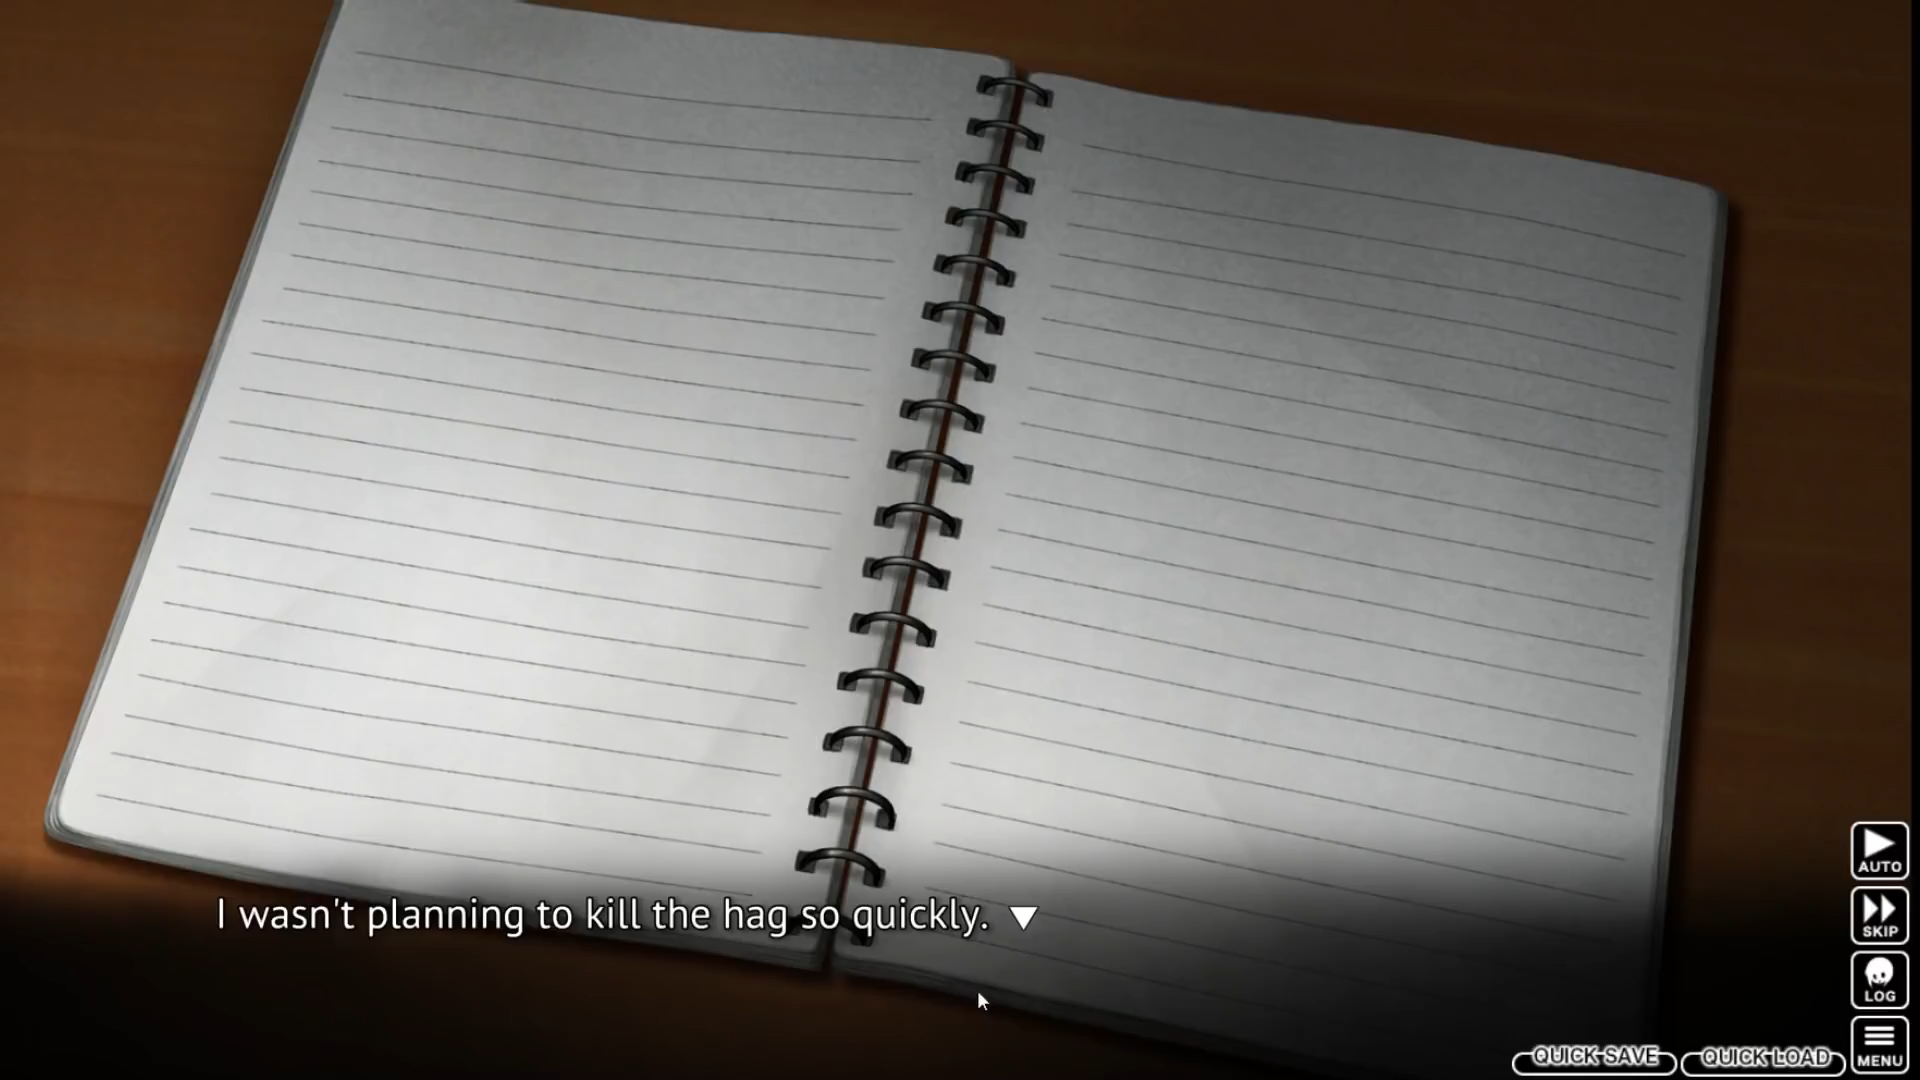 I wasn't planning to kill the hag so quickly.
AUTO
SKIP
LOG
MENU
QUICK SAVE
QUICK LOAD